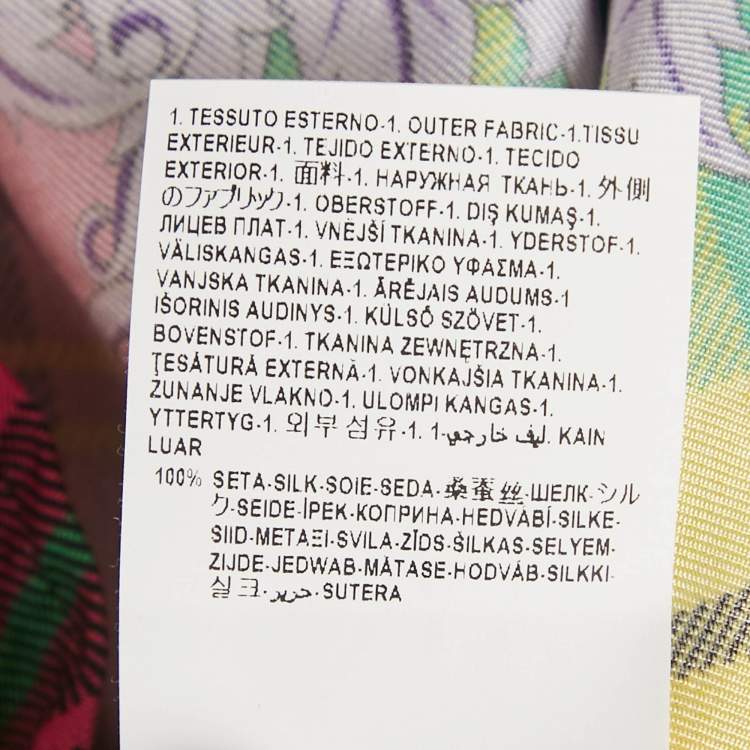 1. TESSUTO ESTERNO-1. OUTER FABRIC-1.TISSU
EXTERIEUR-1. TEJIDO EXTERNO-1. TECIDO
EXTERIOR-1. 面料-1. НАРУЖНАЯ ТКАНЬ-1. 外側
のファブリック-1. OBERSTOFF-1. DIŞ KUMAŞ-1.
ЛИЦЕВ ПЛАТ-1. VNĚJŠÍ TKANINA-1. YDERSTOF-1.
VÄLISKANGAS-1. ΕΞΩΤΕΡΙΚΟ ΥΦΑΣΜΑ-1.
VANJSKA TKANINA-1. ĀRĒJAIS AUDUMS-1
IŠORINIS AUDINYS-1. KÜLSŐ SZÖVET-1.
BOVENSTOF-1. TKANINA ZEWNĘTRZNA-1.
ŢESĂTURĂ EXTERNĂ-1. VONKAJŠIA TKANINA-1.
ZUNANJE VLAKNO-1. ULOMPI KANGAS-1.
YTTERTYG-1. 외부 섬유-1. ليف خارجي-1. KAIN
LUAR
100% SETA-SILK-SOIE-SEDA-桑蚕丝-ШЕЛК-シル
ク-SEIDE-İPEK-КОПРИНА-HEDVÁBÍ-SILKE-
SIID-ΜΕΤΑΞΙ-SVILA-ZĪDS-ŠILKAS-SELYEM-
ZIJDE-JEDWAB-MĂTASE-HODVÁB-SILKKI-
실크-حرير-SUTERA